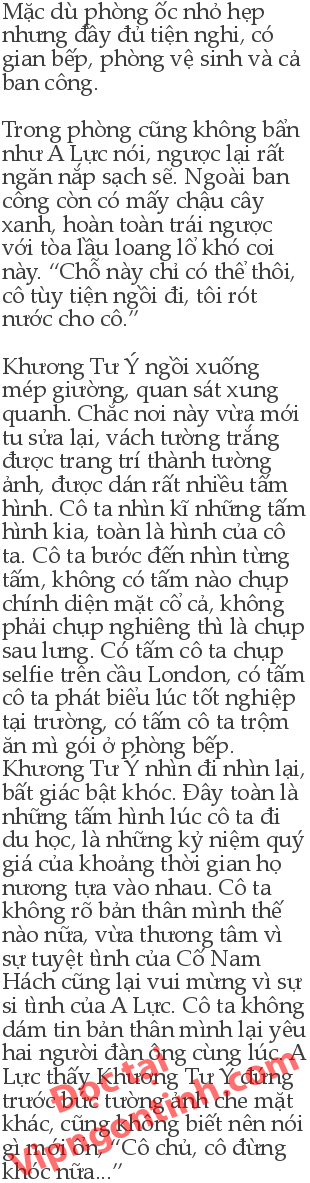 Mặc dù phòng ốc nhỏ hẹp
nhưng đầy đủ tiện nghi, có
gian bếp, phòng vệ sinh và cả
ban công.
Trong phòng cũng không bẩn
như A Lực nói, ngược lại rất
ngăn nắp sạch sẽ. Ngoài ban
công còn có mấy chậu cây
xanh, hoàn toàn trái ngược
với tòa lầu loang lổ khó coi
này. “Chỗ này chỉ có thể thôi,
cô tùy tiện ngồi đi, tôi rót
nước cho cô.”
Khương Tư Ý ngồi xuống
mép giường, quan sát xung
quanh. Chắc nơi này vừa mới
tu sửa lại, vách tường trắng
được trang trí thành tường
ảnh, được dán rất nhiều tấm
hình. Cô ta nhìn kĩ những tấm
hình kia, toàn là hình của cô
ta. Cô ta bước đến nhìn từng
tấm, không có tấm nào chụp
chính diện mặt cổ cả, không
phải chụp nghiêng thì là chụp
sau lưng. Có tấm cô ta chụp
selfie trên cầu London, có tấm
cô ta phát biểu lúc tốt nghiệp
tại trường, có tấm cô ta trộm
ăn mì gói ở phòng bếp.
Khương Tư Ý nhìn đi nhìn lại,
bất giác bật khóc. Đây toàn là
những tấm hình lúc cô ta đi
du học, là những kỷ niệm quý
giá của khoảng thời gian họ
nương tựa vào nhau. Cô ta
không rõ bản thân mình thế
nào nữa, vừa thương tâm vì
sự tuyệt tình của Cố Nam
Hách cũng lại vui mừng vì sự
si tình của A Lực. Cô ta không
dám tin bản thân mình lại yêu
hai người đàn ông cùng lúc. A
Lực thấy Khương Tư Ý đứng
trước bức tường ảnh che mặt
khác, cũng không biết nên nói
gì mới ổn, “Cô chủ, cô đừng
khóc nữa...”
Đọc tại
Vipngontinh.com